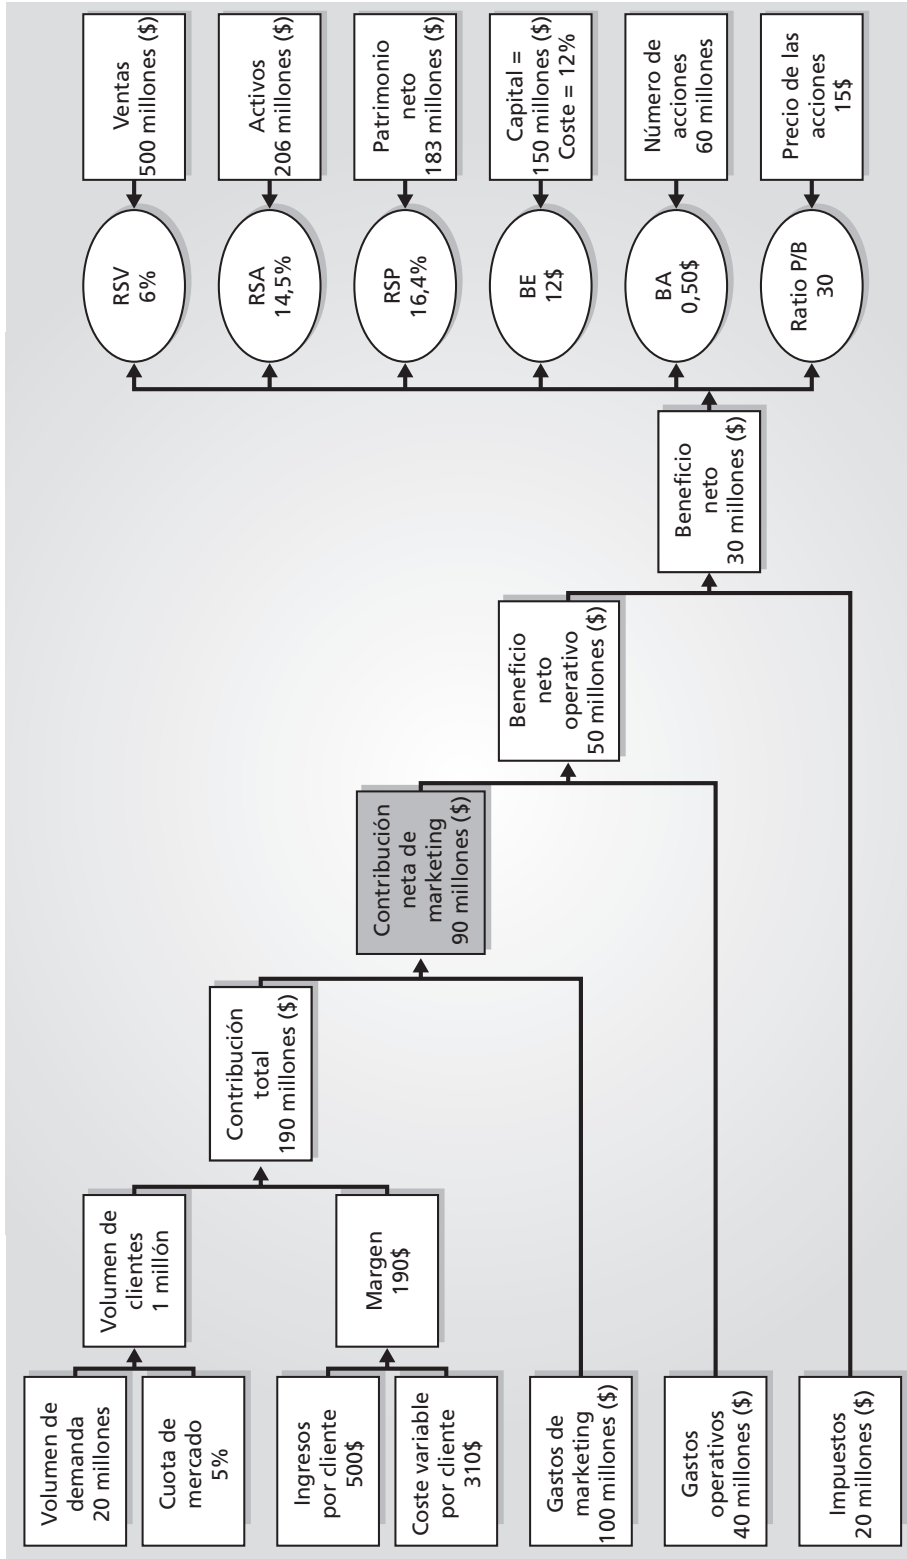 Volumen de
demanda
20 millones
Cuota de
mercado
5%
Ingresos
por cliente
500$
Coste variable
por cliente
310$
Gastos de
marketing
100 millones ($)
Gastos
operativos
40 millones ($)
Impuestos
20 millones ($)
Volumen de
clientes
1 millón
Margen
190$
Contribución
total
190 millones ($)
Contribución
neta de
marketing
90 millones ($)
Beneficio
neto
operativo
50 millones ($)
Beneficio
neto
30 millones ($)
RSV
6%
RSA
14,5%
RSP
16,4%
BE
12$
BA
0,50$
Ratio P/B
30
Ventas
500 millones ($)
Activos
206 millones ($)
Patrimonio
neto
183 millones ($)
Capital =
150 millones ($)
Coste = 12%
Número de
acciones
60 millones
Precio de las
acciones
15$